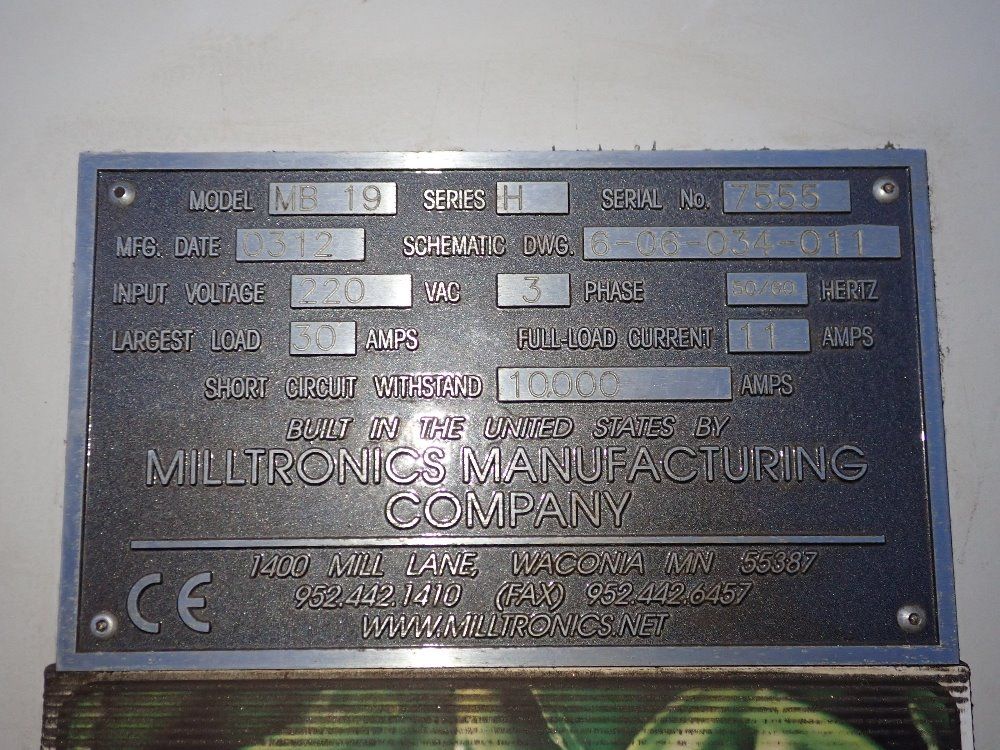 MODEL MB 19 SERIES H SERIAL No. 7555
MFG. DATE 0312 SCHEMATIC DWG. 6-06-034-011
INPUT VOLTAGE 220 VAC 3 PHASE 50/60 HERTZ
LARGEST LOAD 30 AMPS FULL-LOAD CURRENT 11 AMPS
SHORT CIRCUIT WITHSTAND 10,000 AMPS
BUILT IN THE UNITED STATES BY
MILLTRONICS MANUFACTURING
COMPANY
1400 MILL LANE, WACONIA MN 55387
CE 952.442.1410 (FAX) 952.442.6457
WWW.MILLTRONICS.NET